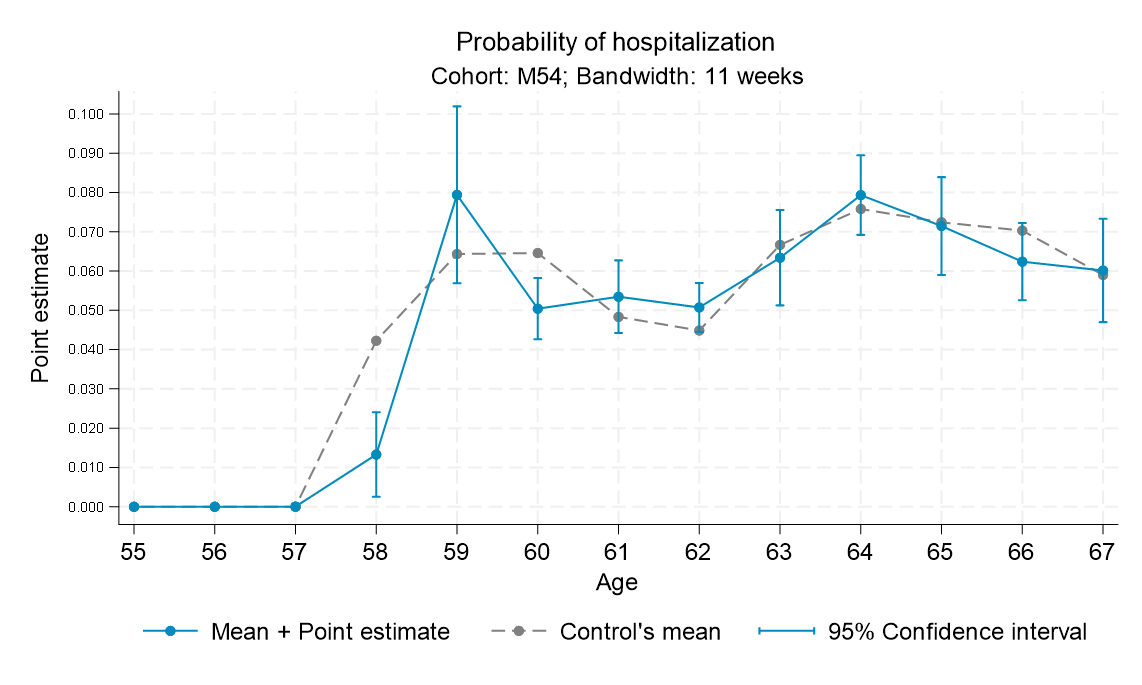 Probability of hospitalization
Cohort: M54; Bandwidth: 11 weeks
Point estimate
0.100
0.090
0.080
0.070
0.060
0.050
0.040
0.030
0.020
0.010
0.000
55 56 57 58 59 60 61 62 63 64 65 66 67
Age
Mean + Point estimate Control's mean 95% Confidence interval